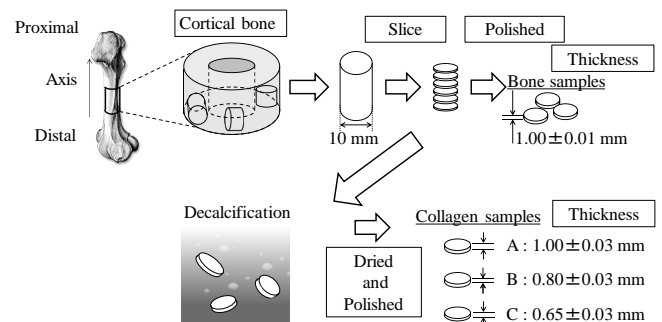 Proximal
Axis
Distal
Cortical bone
10 mm
Slice
Polished
Thickness
Bone samples
1.00±0.01 mm
Decalcification
Dried
and
Polished
Collagen samples
Thickness
A : 1.00±0.03 mm
B : 0.80±0.03 mm
C : 0.65±0.03 mm